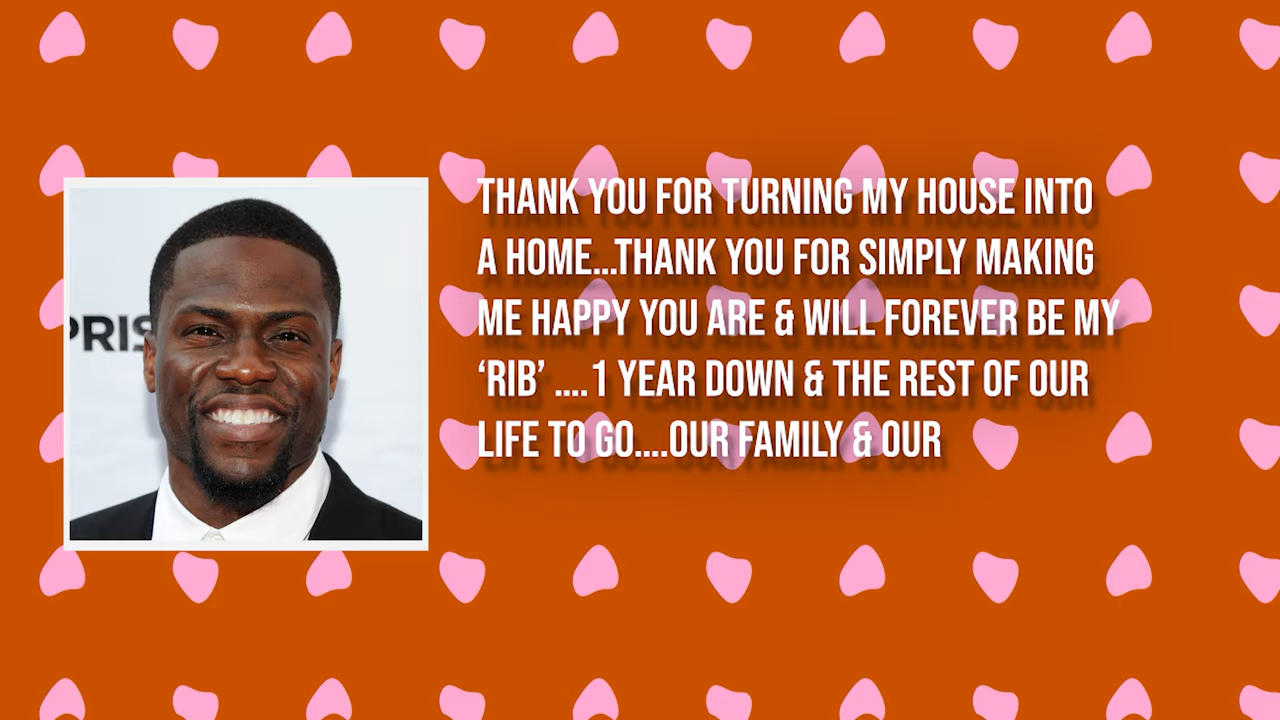 THANK YOU FOR TURNING MY HOUSE INTO
A HOME...THANK YOU FOR SIMPLY MAKING
ME HAPPY YOU ARE & WILL FOREVER BE MY
‘RIB’ ....1 YEAR DOWN & THE REST OF OUR
LIFE TO GO....OUR FAMILY & OUR
PRIS